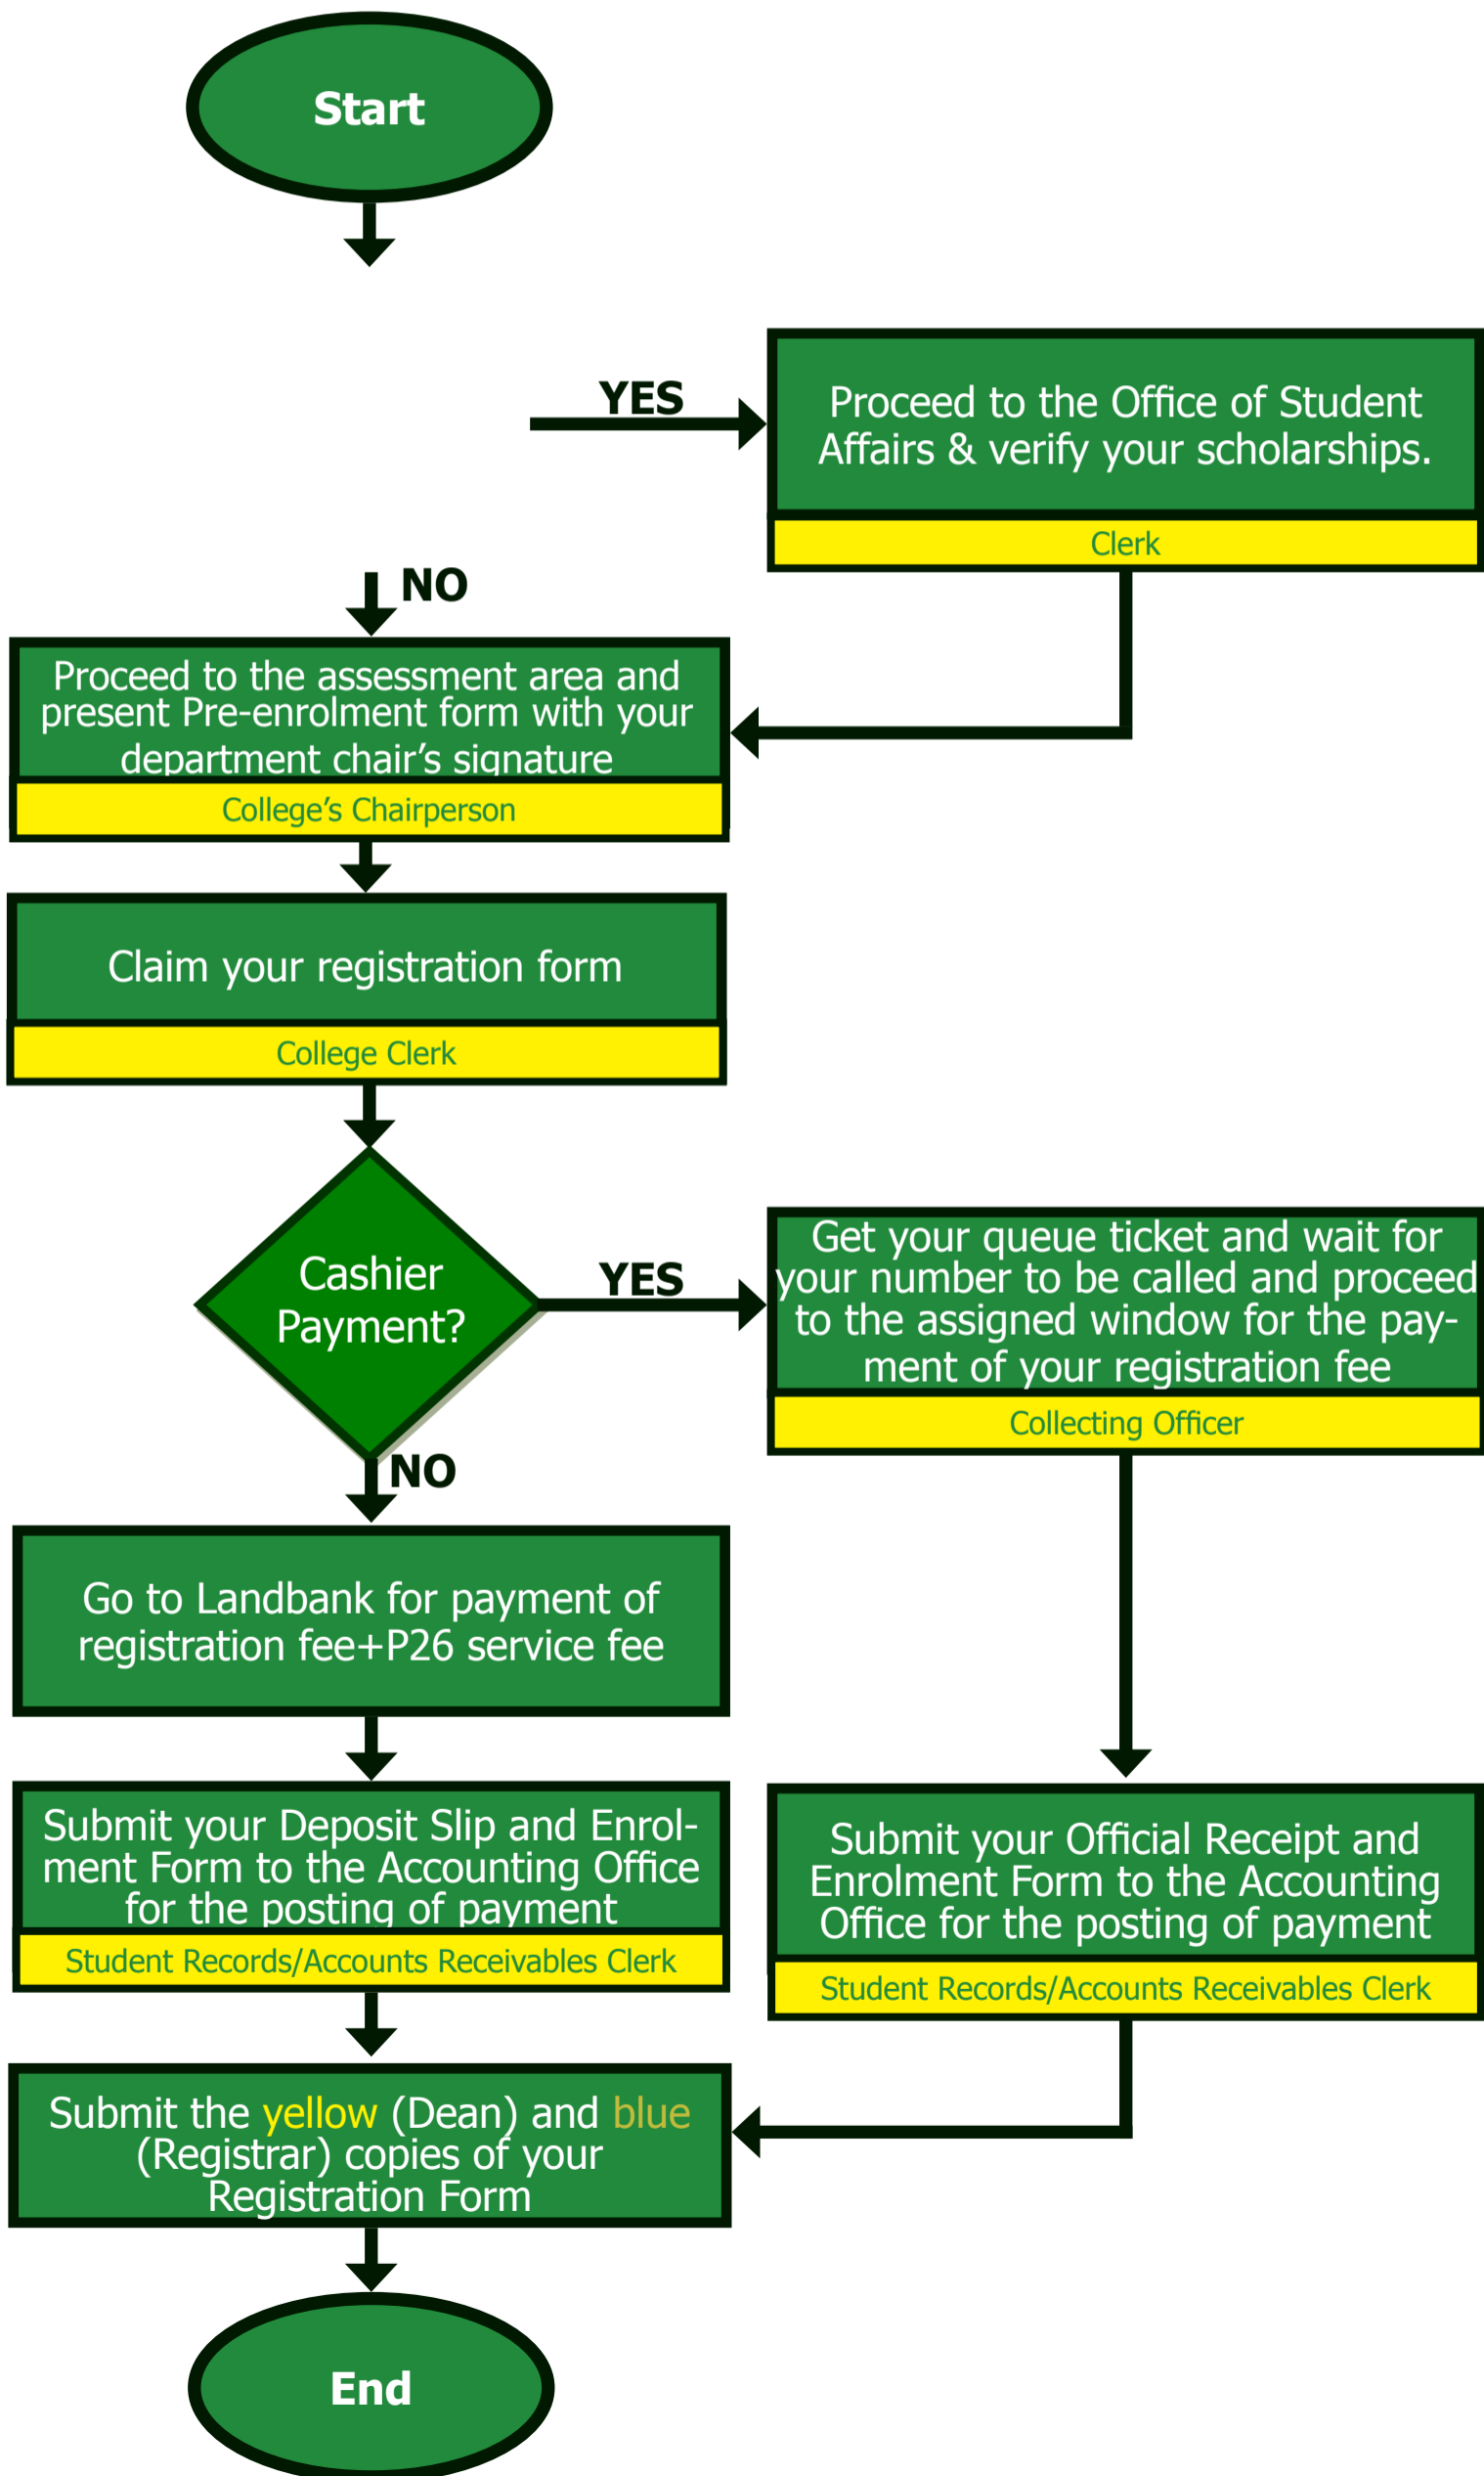 Start
YES
Proceed to the Office of Student
Affairs & verify your scholarships.
Clerk
NO
Proceed to the assessment area and
present Pre-enrolment form with your
department chair’s signature
College’s Chairperson
Claim your registration form
College Clerk
Cashier
Payment?
YES
Get your queue ticket and wait for
your number to be called and proceed
to the assigned window for the pay-
ment of your registration fee
Collecting Officer
NO
Go to Landbank for payment of
registration fee+P26 service fee
Submit your Deposit Slip and Enrol-
ment Form to the Accounting Office
for the posting of payment
Student Records/Accounts Receivables Clerk
Submit your Official Receipt and
Enrolment Form to the Accounting
Office for the posting of payment
Student Records/Accounts Receivables Clerk
Submit the yellow (Dean) and blue
(Registrar) copies of your
Registration Form
End